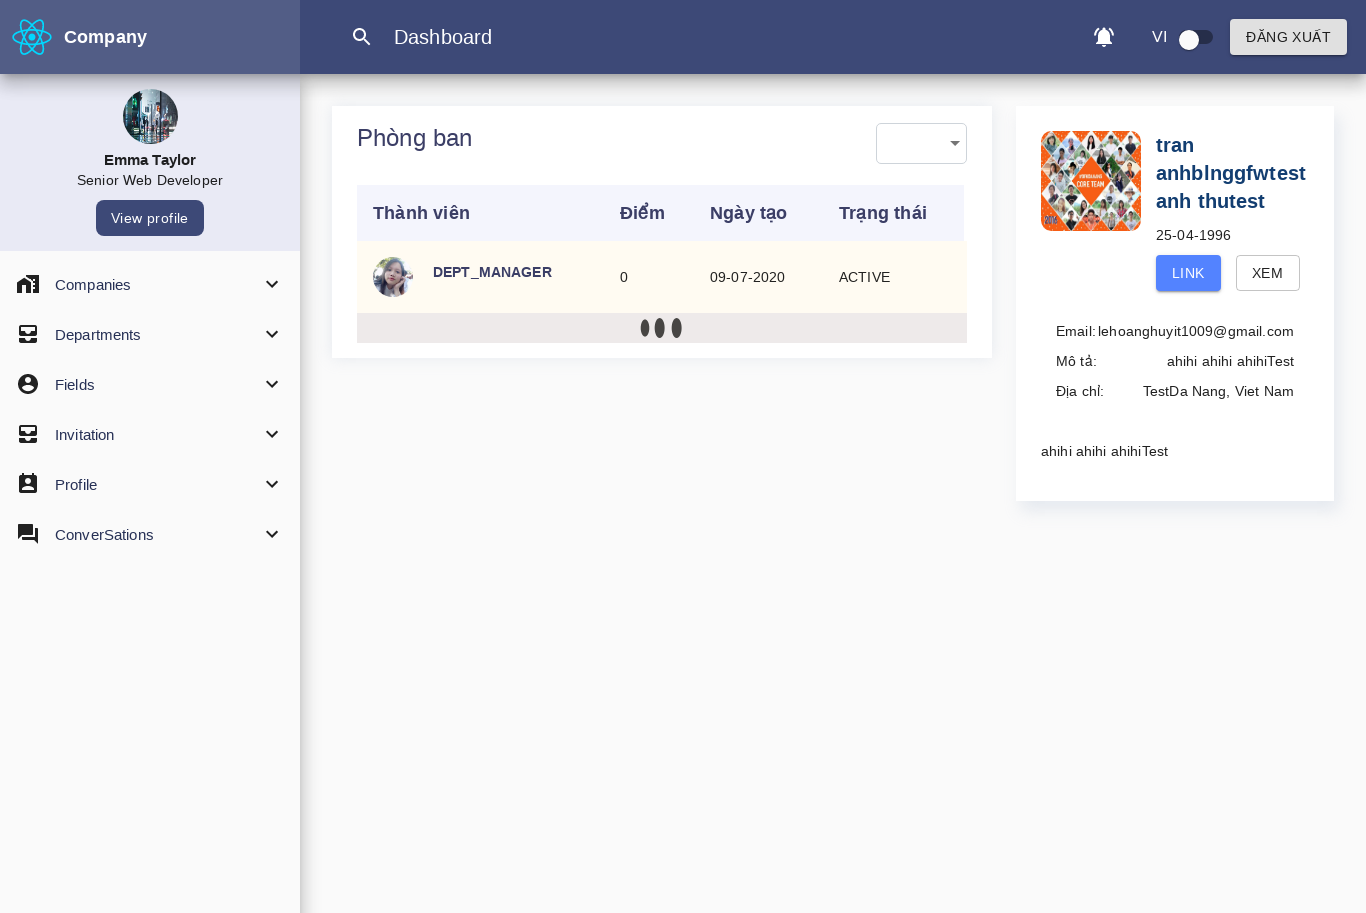 Company
Dashboard
VI
ĐĂNG XUẤT
Emma Taylor
Senior Web Developer
View profile
Companies
Departments
Fields
Invitation
Profile
ConverSations
Phòng ban
Thành viên Điểm Ngày tạo Trạng thái
DEPT_MANAGER 0 09-07-2020 ACTIVE
CORE TEAM
tran
anhblnggfwtest
anh thutest
25-04-1996
LINK XEM
Email: lehoanghuyit1009@gmail.com
Mô tả: ahihi ahihi ahihiTest
Địa chỉ: TestDa Nang, Viet Nam
ahihi ahihi ahihiTest